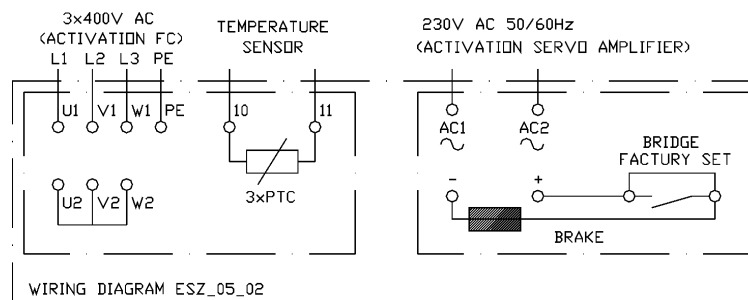 3x400V AC
(ACTIVATION FC)
L1 L2 L3 PE
TEMPERATURE
SENSOR
230V AC 50/60Hz
(ACTIVATION SERVO AMPLIFIER)
U1 V1 W1 PE
10 11
AC1 AC2
BRIDGE
FACTORY SET
3xPTC
- +
U2 V2 W2
BRAKE
WIRING DIAGRAM ESZ_05_02